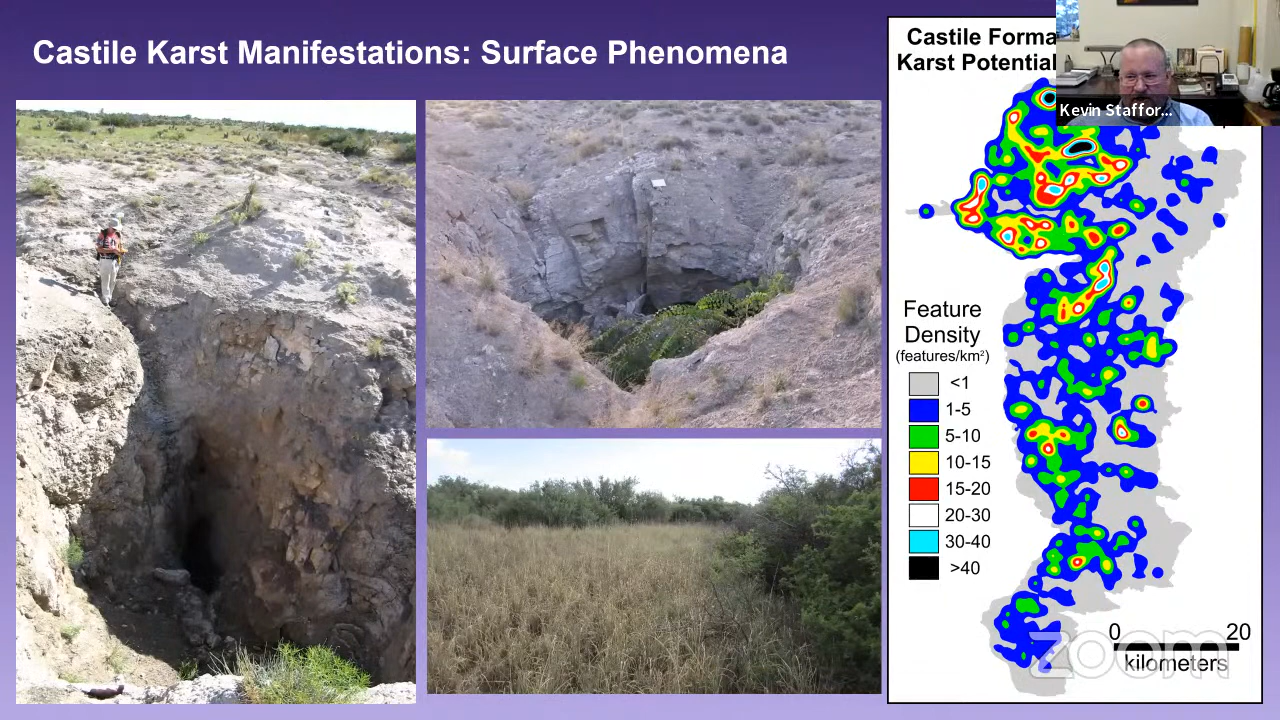 Castile Karst Manifestations: Surface Phenomena
Castile Forma
Karst Potential
Kevin Staffor...
Feature
Density
(features/km²)
<1
1-5
5-10
10-15
15-20
20-30
30-40
>40
0 20
kilometers
zoom